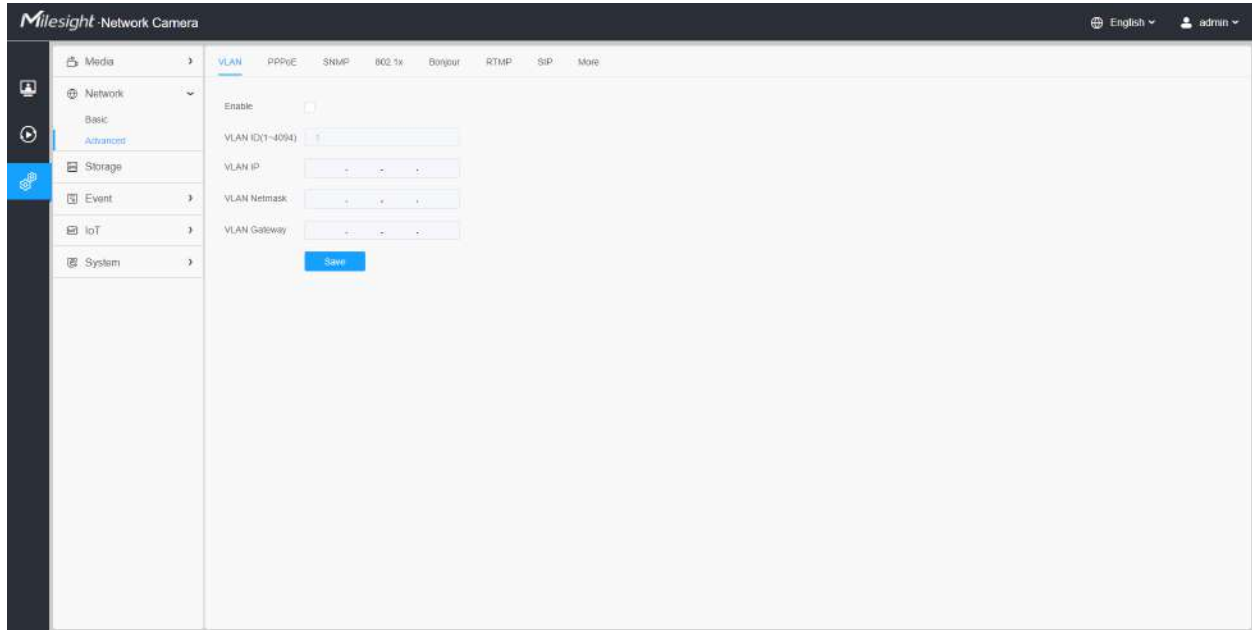 Milesight Network Camera
English
admin
Media
Network
Basic
Advanced
Storage
Event
IoT
System
VLAN PPPoE SNMP 802.1x Bonjour RTMP SIP More
Enable
VLAN ID(1~4094) 1
VLAN IP . . .
VLAN Netmask . . .
VLAN Gateway . . .
Save